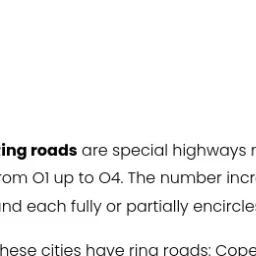 ing roads are special highways
rom O1 up to O4. The number incr
nd each fully or partially encircles
hese cities have ring roads: Cope